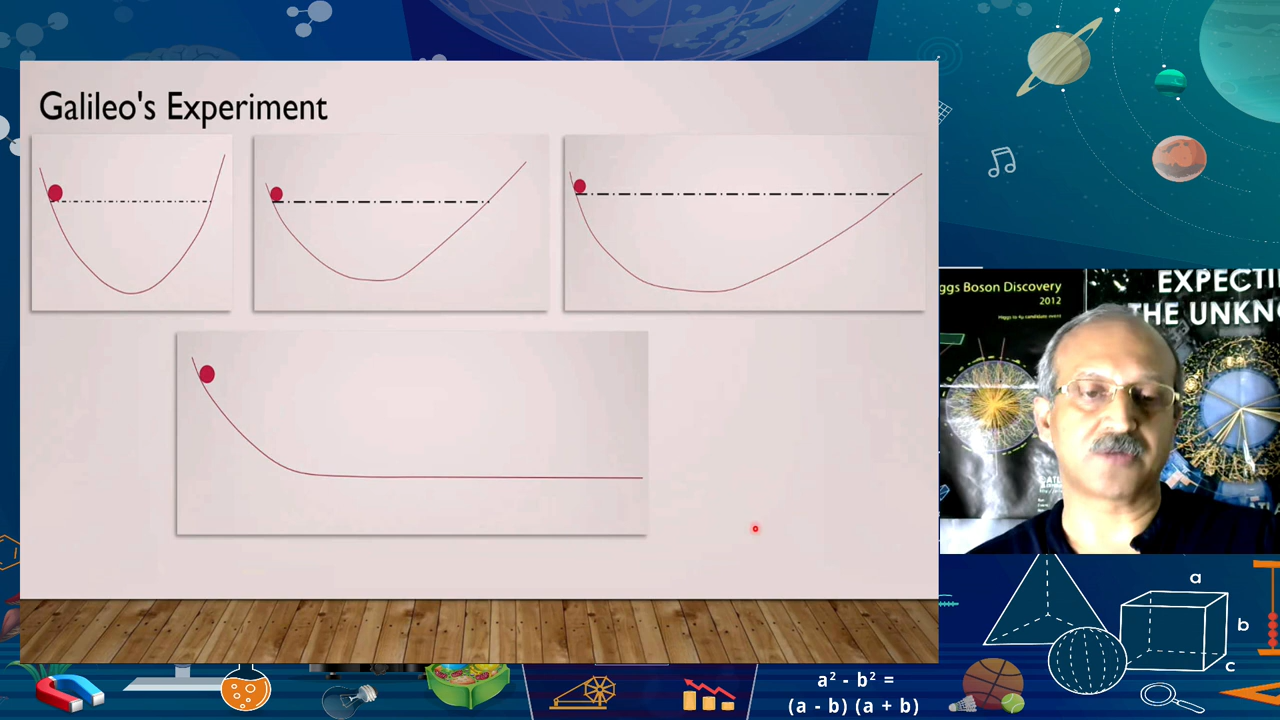 Galileo's Experiment
ggs Boson Discovery
2012
EXPECTI
THE UNKN
a
b
c
a² - b² =
(a - b) (a + b)